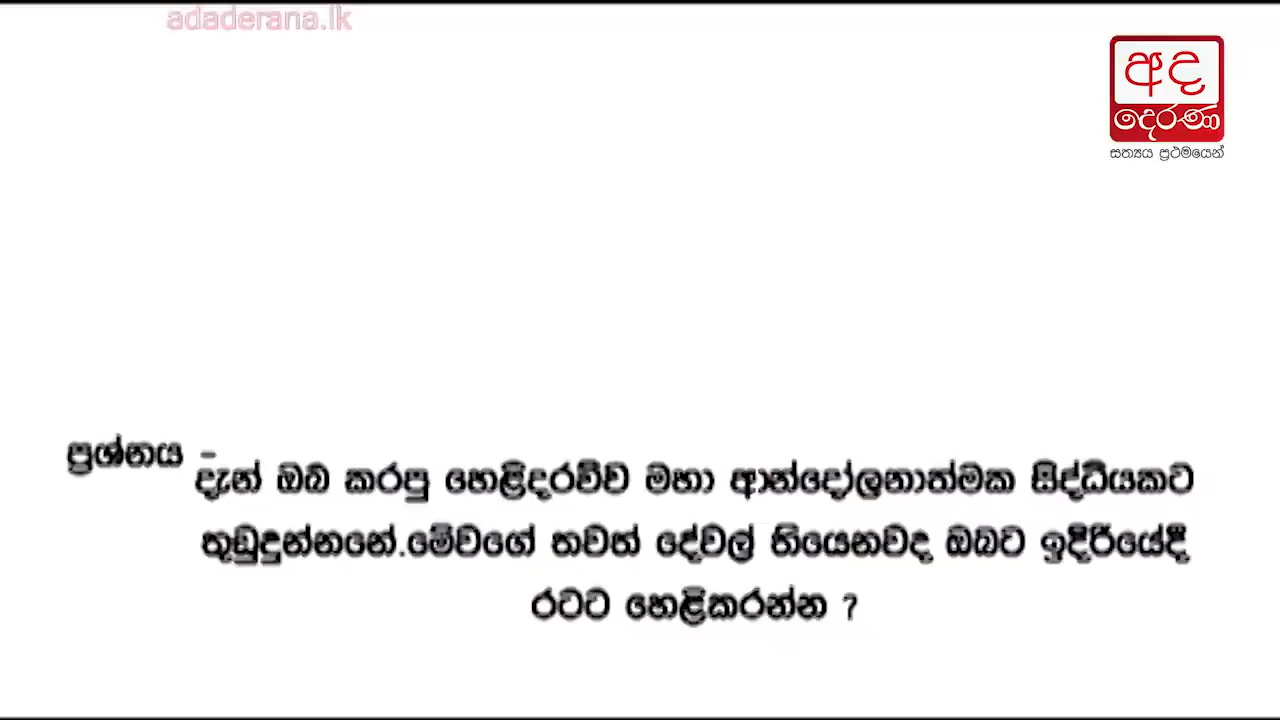 adaderana.lk
අද
දෙරණ
සත්‍යය ප්‍රථමයෙන්
ප්‍රශ්නය -
දැන් ඔබ කරපු හෙළිදරව්ව මහා ආන්දෝලනාත්මක සිද්ධියකට
තුඩුදුන්නනේ.මේවගේ තවත් දේවල් තියෙනවද ඔබට ඉදිරියේදී
රටට හෙළිකරන්න ?